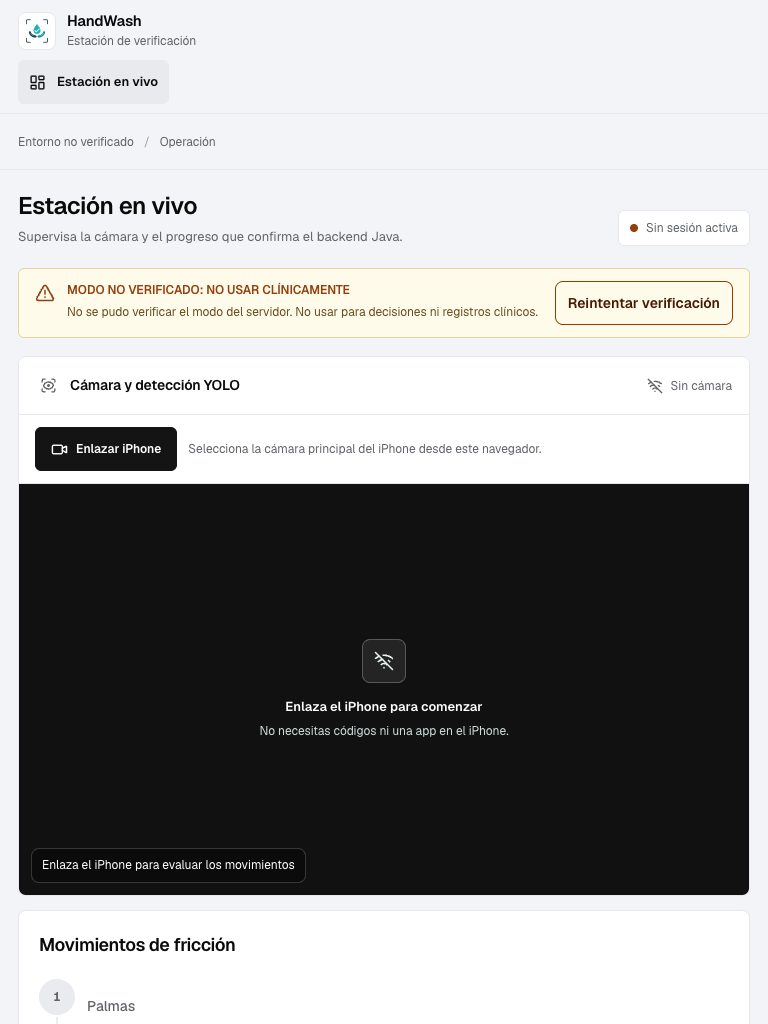 HandWash
Estación de verificación
Estación en vivo
Entorno no verificado / Operación
Estación en vivo
Supervisa la cámara y el progreso que confirma el backend Java.
Sin sesión activa
MODO NO VERIFICADO: NO USAR CLÍNICAMENTE
No se pudo verificar el modo del servidor. No usar para decisiones ni registros clínicos.
Reintentar verificación
Cámara y detección YOLO
Sin cámara
Enlazar iPhone
Selecciona la cámara principal del iPhone desde este navegador.
Enlaza el iPhone para comenzar
No necesitas códigos ni una app en el iPhone.
Enlaza el iPhone para evaluar los movimientos
Movimientos de fricción
1
Palmas